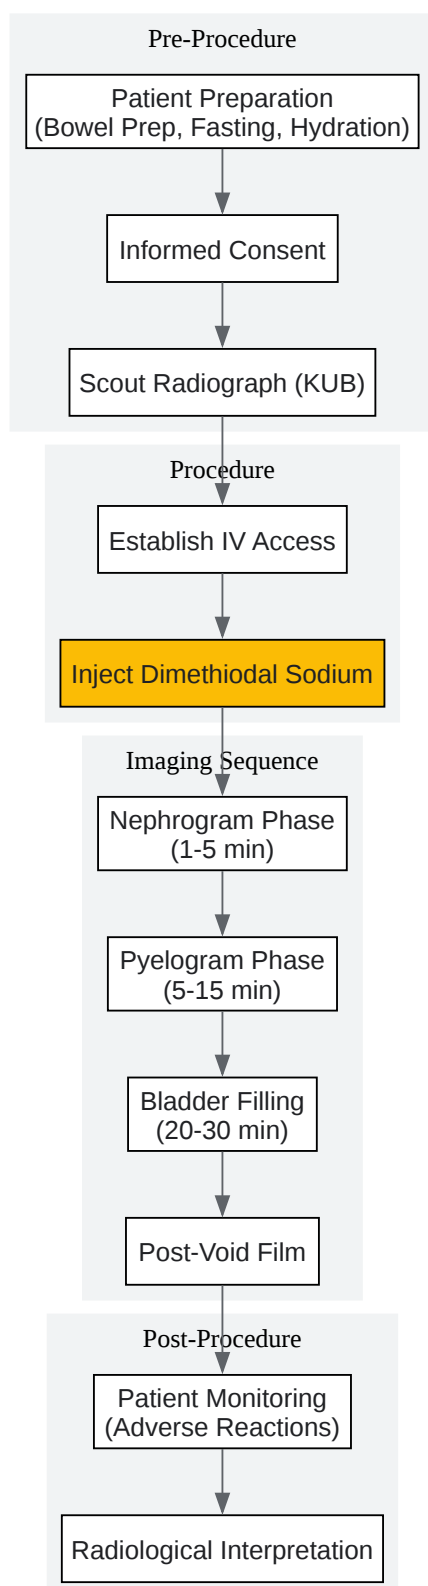 Pre-Procedure
Patient Preparation
(Bowel Prep, Fasting, Hydration)
Informed Consent
Scout Radiograph (KUB)
Procedure
Establish IV Access
Inject Dimethiodal Sodium
Imaging Sequence
Nephrogram Phase
(1-5 min)
Pyelogram Phase
(5-15 min)
Bladder Filling
(20-30 min)
Post-Void Film
Post-Procedure
Patient Monitoring
(Adverse Reactions)
Radiological Interpretation